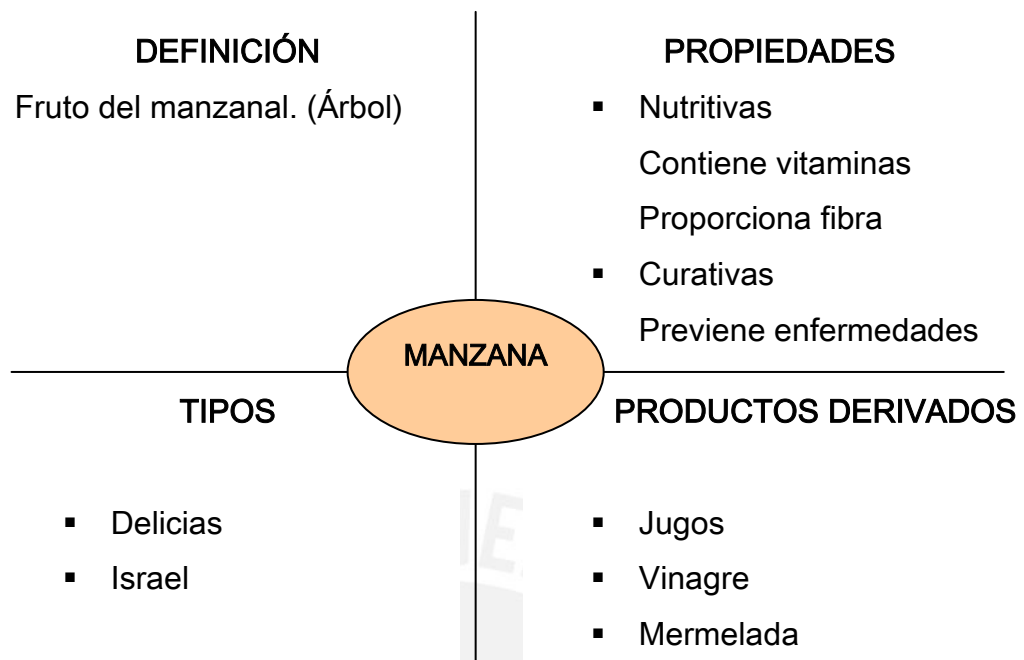 DEFINICIÓN
Fruto del manzanal. (Árbol)
PROPIEDADES
▪ Nutritivas
Contiene vitaminas
Proporciona fibra
▪ Curativas
Previene enfermedades
MANZANA
TIPOS
▪ Delicias
▪ Israel
PRODUCTOS DERIVADOS
▪ Jugos
▪ Vinagre
▪ Mermelada